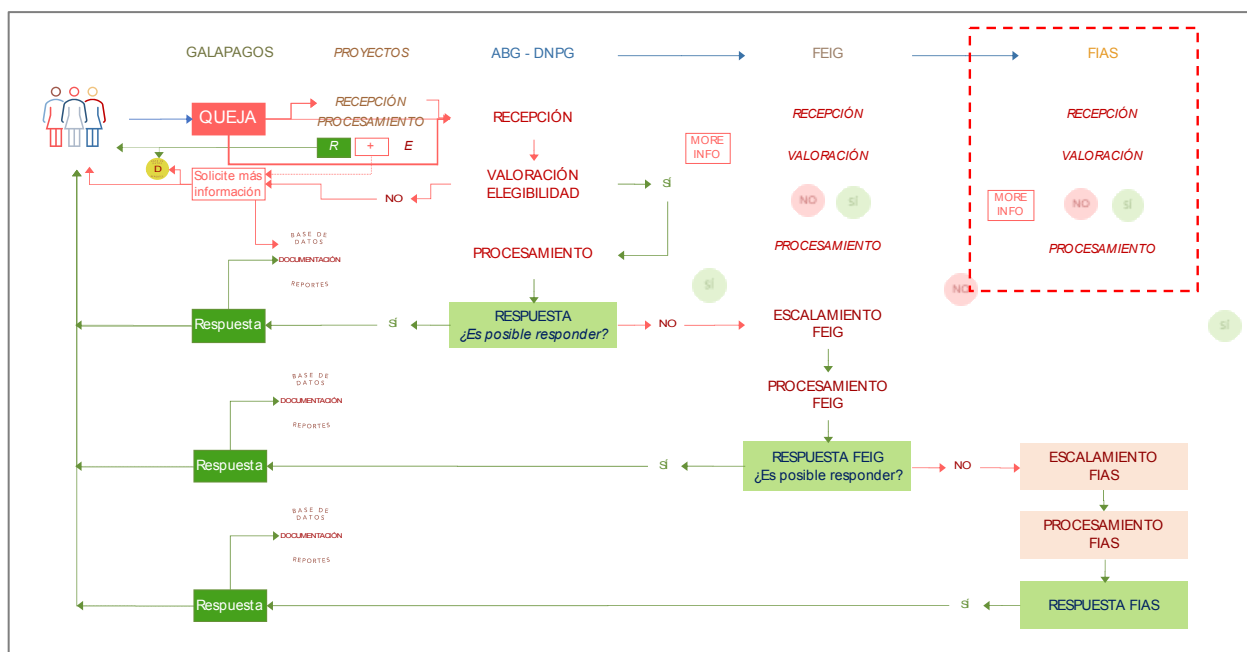 GALAPAGOS
PROYECTOS
ABG - DNPG
FEIG
FIAS
QUEJA
RECEPCIÓN
PROCESAMIENTO
R
+
E
D
RECEPCIÓN
MORE
INFO
RECEPCIÓN
RECEPCIÓN
VALORACIÓN
VALORACIÓN
Solicite más
información
NO
VALORACIÓN
ELEGIBILIDAD
SÍ
NO
SÍ
MORE
INFO
NO
SÍ
BASE DE
DATOS
DOCUMENTACIÓN
REPORTES
PROCESAMIENTO
PROCESAMIENTO
PROCESAMIENTO
SÍ
NO
SÍ
Respuesta
SÍ
RESPUESTA
¿Es posible responder?
NO
ESCALAMIENTO
FEIG
BASE DE
DATOS
DOCUMENTACIÓN
REPORTES
PROCESAMIENTO
FEIG
Respuesta
SÍ
RESPUESTA FEIG
¿Es posible responder?
NO
ESCALAMIENTO
FIAS
BASE DE
DATOS
DOCUMENTACIÓN
REPORTES
PROCESAMIENTO
FIAS
Respuesta
SÍ
RESPUESTA FIAS